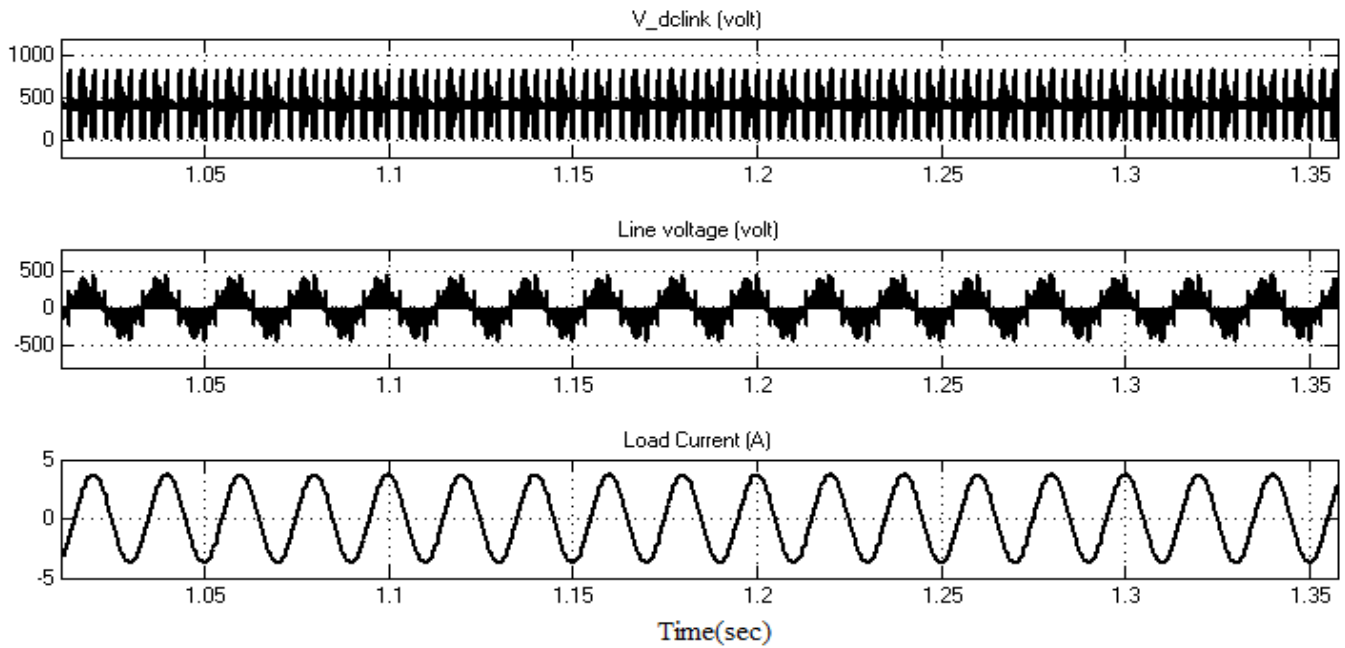 V_dclink (volt)
1000
500
0
1.05 1.1 1.15 1.2 1.25 1.3 1.35
Line voltage (volt)
500
0
-500
1.05 1.1 1.15 1.2 1.25 1.3 1.35
Load Current (A)
5
0
-5
1.05 1.1 1.15 1.2 1.25 1.3 1.35
Time(sec)